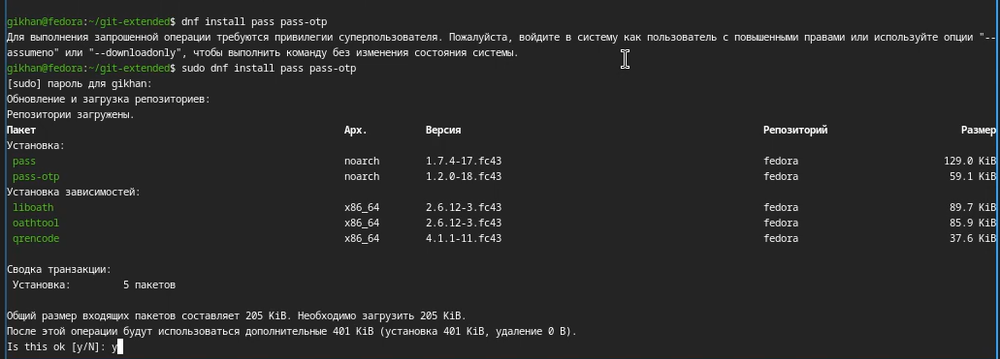 gikhan@fedora:~/git-extended$ dnf install pass pass-otp
Для выполнения запрошенной операции требуются привилегии суперпользователя. Пожалуйста, войдите в систему как пользователь с повышенными правами или используйте опции "--
assumeno" или "--downloadonly", чтобы выполнить команду без изменения состояния системы.
gikhan@fedora:~/git-extended$ sudo dnf install pass pass-otp
[sudo] пароль для gikhan:
Обновление и загрузка репозиториев:
Репозитории загружены.
Пакет Арх. Версия Репозиторий Размер
Установка:
pass noarch 1.7.4-17.fc43 fedora 129.0 KiB
pass-otp noarch 1.2.0-18.fc43 fedora 59.1 KiB
Установка зависимостей:
liboath x86_64 2.6.12-3.fc43 fedora 89.7 KiB
oathtool x86_64 2.6.12-3.fc43 fedora 85.9 KiB
qrencode x86_64 4.1.1-11.fc43 fedora 37.6 KiB
Сводка транзакции:
Установка: 5 пакетов
Общий размер входящих пакетов составляет 205 KiB. Необходимо загрузить 205 KiB.
После этой операции будут использоваться дополнительные 401 KiB (установка 401 KiB, удаление 0 B).
Is this ok [y/N]: y